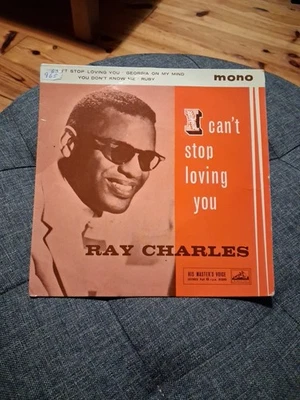 I CAN'T STOP LOVING YOU · GEORGIA ON MY MIND
YOU DON'T KNOW ME · RUBY
mono
I can't
stop
loving
you
RAY CHARLES
HIS MASTER'S VOICE